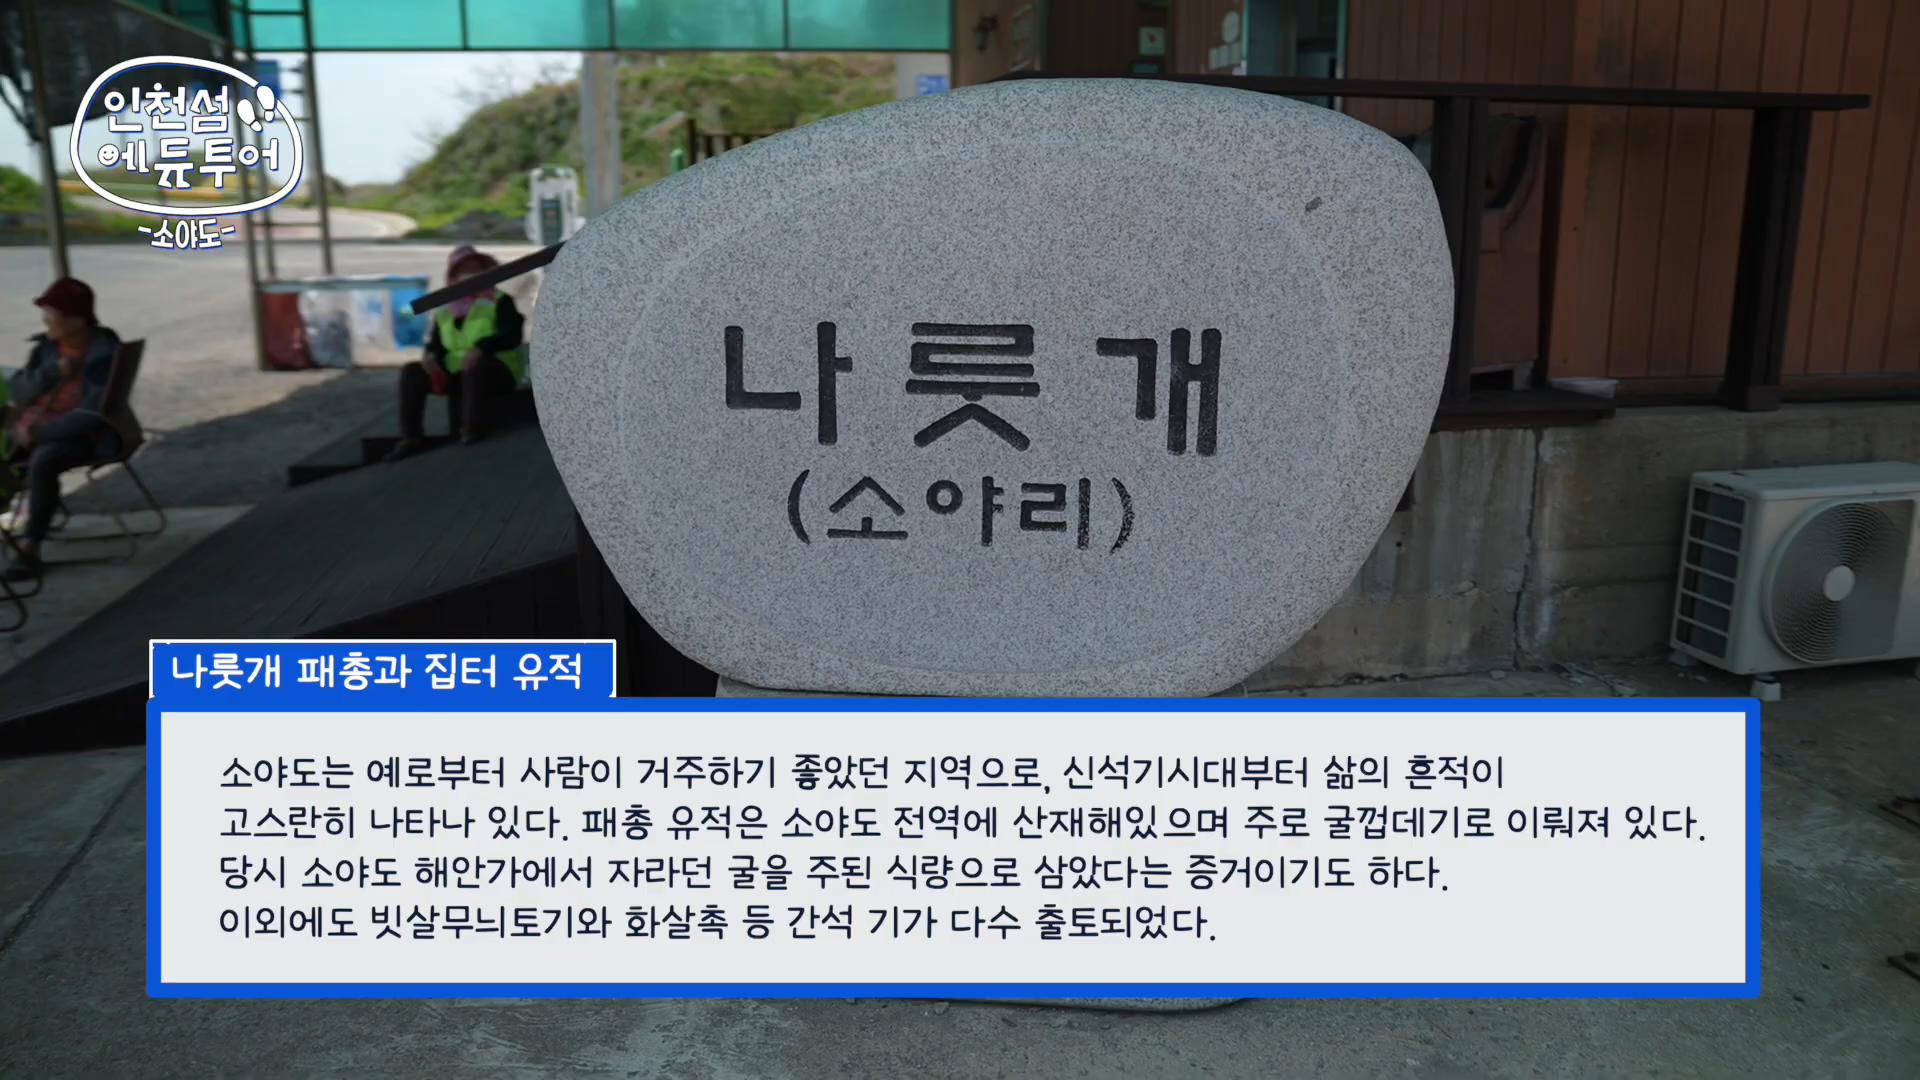 인천섬
에듀투어
-소야도-
나룻개
(소야리)
나룻개 패총과 집터 유적
소야도는 예로부터 사람이 거주하기 좋았던 지역으로, 신석기시대부터 삶의 흔적이
고스란히 나타나 있다. 패총 유적은 소야도 전역에 산재해있으며 주로 굴껍데기로 이뤄져 있다.
당시 소야도 해안가에서 자라던 굴을 주된 식량으로 삼았다는 증거이기도 하다.
이외에도 빗살무늬토기와 화살촉 등 간석 기가 다수 출토되었다.